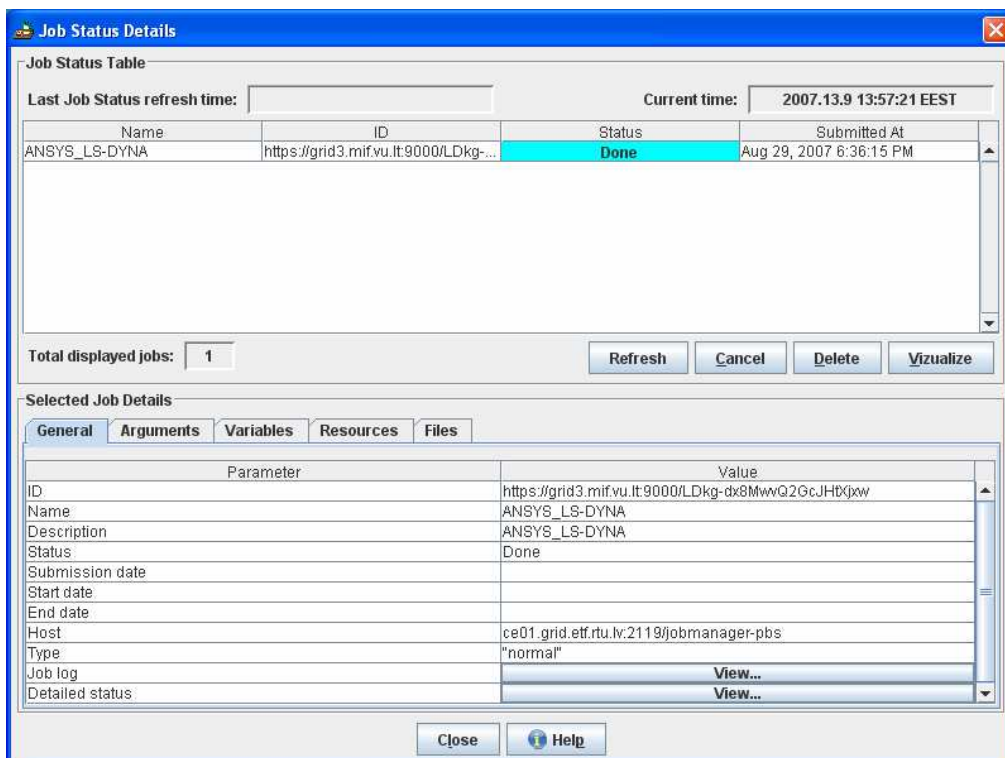 Job Status Details
Job Status Table
Last Job Status refresh time: Current time: 2007.13.9 13:57:21 EEST
Name ID Status Submitted At
ANSYS_LS-DYNA https://grid3.mif.vu.lt:9000/LDkg-... Done Aug 29, 2007 6:36:15 PM
Total displayed jobs: 1 Refresh Cancel Delete Vizualize
Selected Job Details
General Arguments Variables Resources Files
Parameter Value
ID https://grid3.mif.vu.lt:9000/LDkg-dx8MwvQ2GcJHtXjxw
Name ANSYS_LS-DYNA
Description ANSYS_LS-DYNA
Status Done
Submission date
Start date
End date
Host ce01.grid.etf.rtu.lv:2119/jobmanager-pbs
Type "normal"
Job log View...
Detailed status View...
Close Help